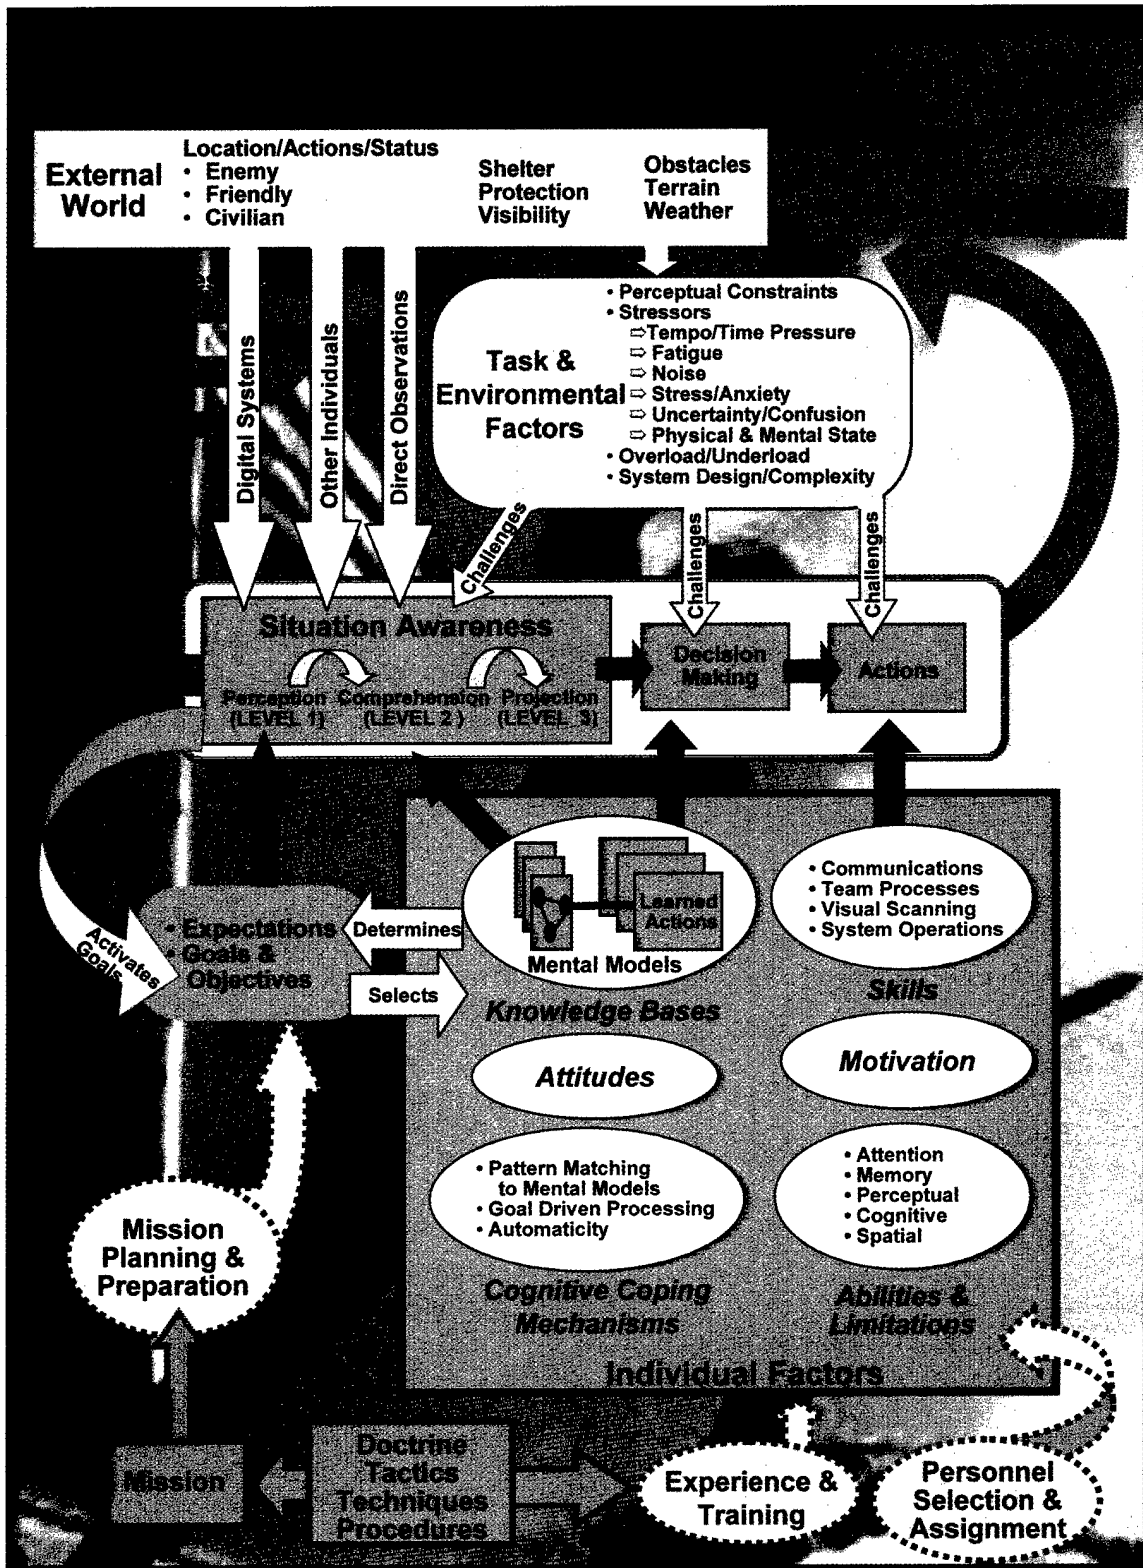 External
World
Location/Actions/Status
• Enemy
• Friendly
• Civilian
Shelter
Protection
Visibility
Obstacles
Terrain
Weather
Digital Systems
Other Individuals
Direct Observations
Task &
Environmental
Factors
• Perceptual Constraints
• Stressors
⇨Tempo/Time Pressure
⇨ Fatigue
⇨ Noise
⇨ Stress/Anxiety
⇨ Uncertainty/Confusion
⇨ Physical & Mental State
• Overload/Underload
• System Design/Complexity
Challenges
Challenges
Challenges
Situation Awareness
Perception
(LEVEL 1)
Comprehension
(LEVEL 2)
Projection
(LEVEL 3)
Decision
Making
Actions
Activates
Goals
• Expectations
• Goals &
Objectives
Determines
Selects
Learned
Actions
Mental Models
Knowledge Bases
• Communications
• Team Processes
• Visual Scanning
• System Operations
Skills
Attitudes
Motivation
• Pattern Matching
to Mental Models
• Goal Driven Processing
• Automaticity
Cognitive Coping
Mechanisms
• Attention
• Memory
• Perceptual
• Cognitive
• Spatial
Abilities &
Limitations
Individual Factors
Mission
Planning &
Preparation
Mission
Doctrine
Tactics
Techniques
Procedures
Experience &
Training
Personnel
Selection &
Assignment